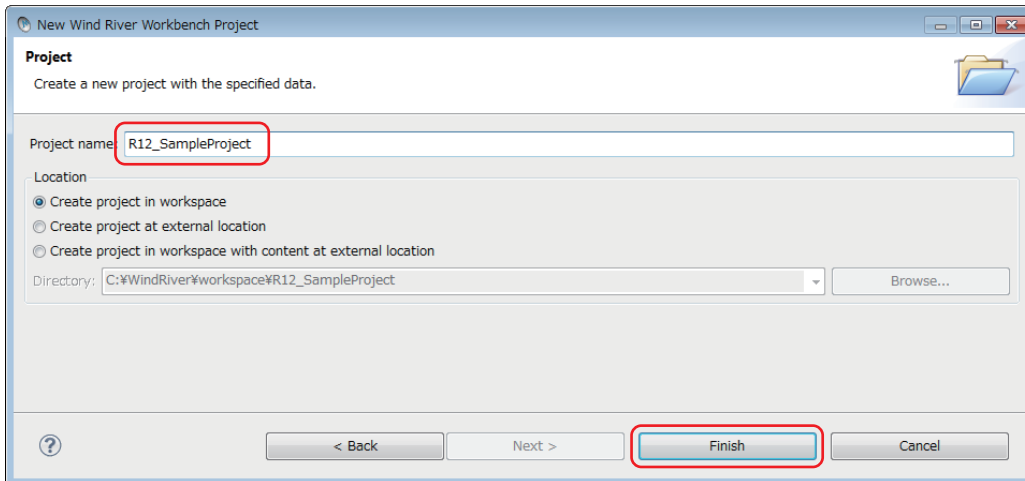 New Wind River Workbench Project
Project
Create a new project with the specified data.
Project name: R12_SampleProject
Location
Create project in workspace
Create project at external location
Create project in workspace with content at external location
Directory: C:¥WindRiver¥workspace¥R12_SampleProject Browse...
? < Back Next > Finish Cancel